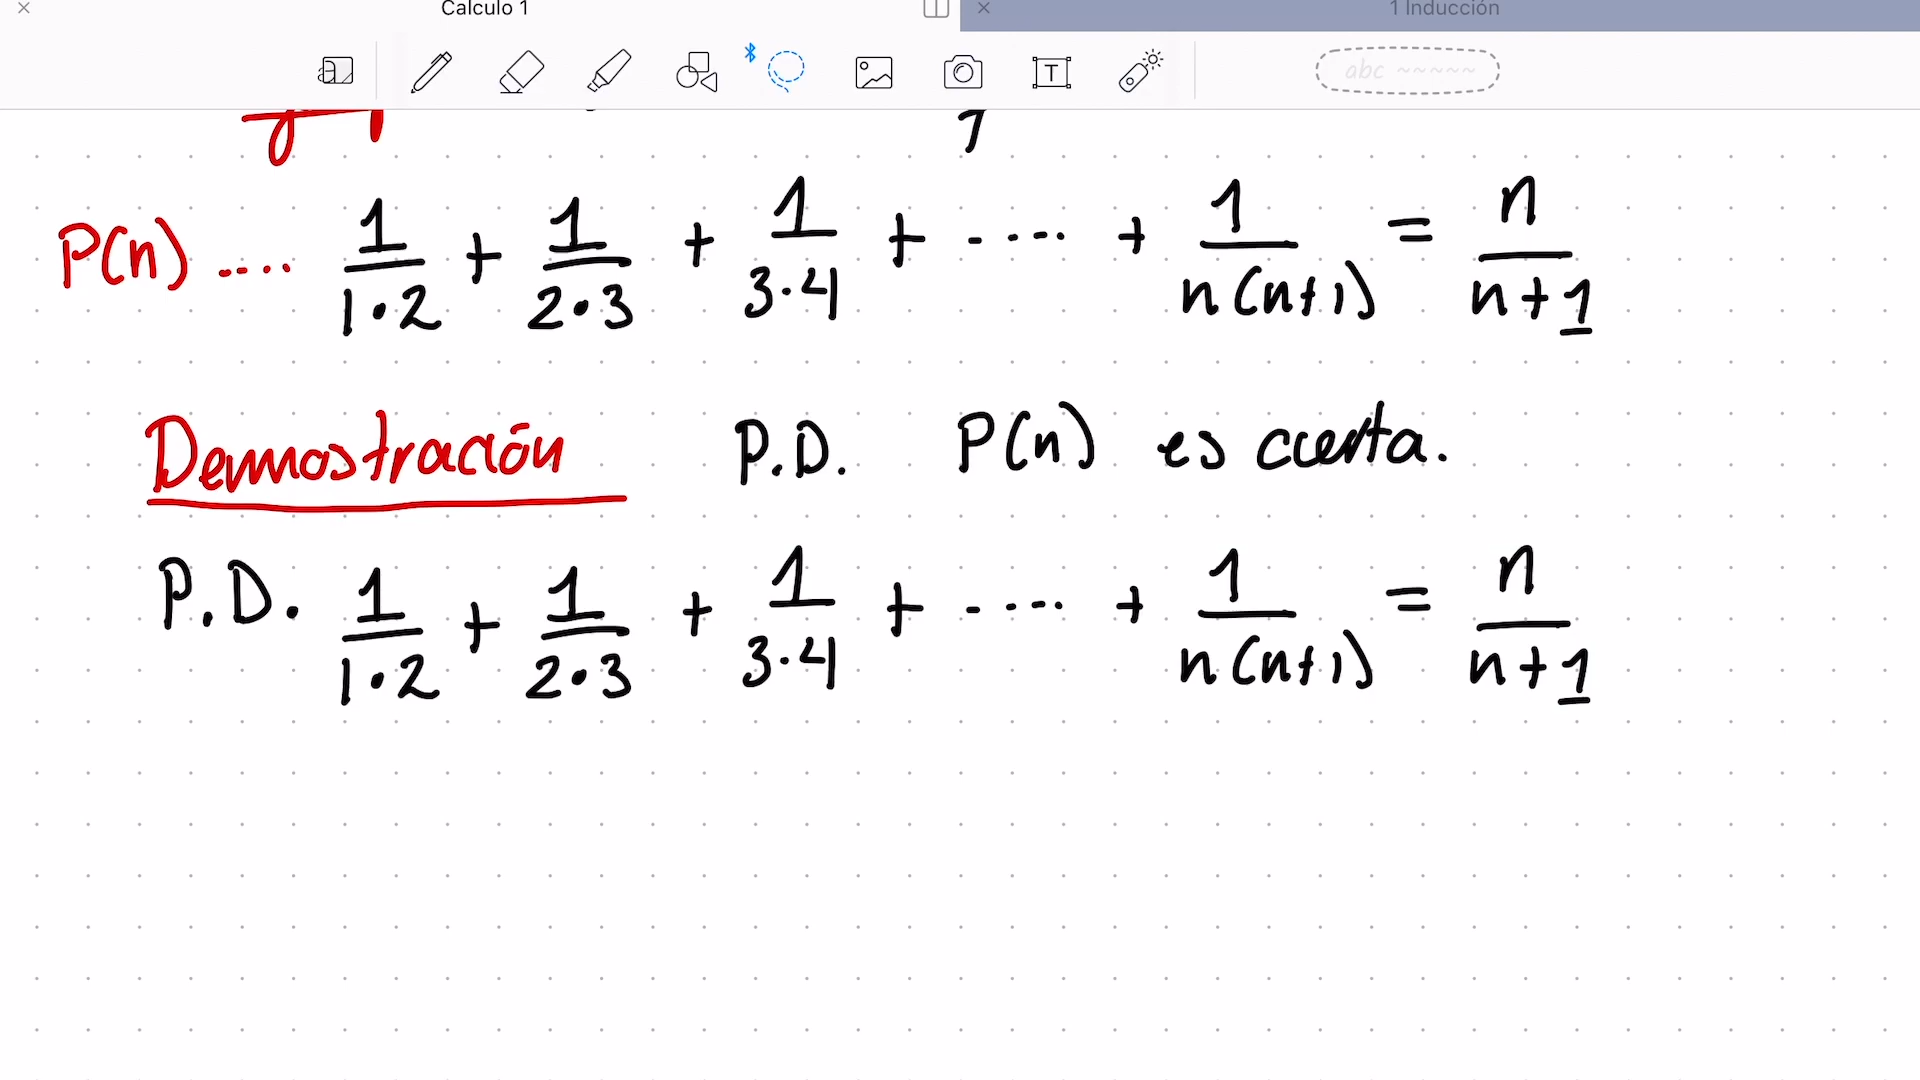 Calculo 1
1 Inducción
T
abc
P(n) .... 1/(1·2) + 1/(2·3) + 1/(3·4) + ..... + 1/(n(n+1)) = n/(n+1)
Demostración P.D. P(n) es cierta.
P.D. 1/(1·2) + 1/(2·3) + 1/(3·4) + ..... + 1/(n(n+1)) = n/(n+1)